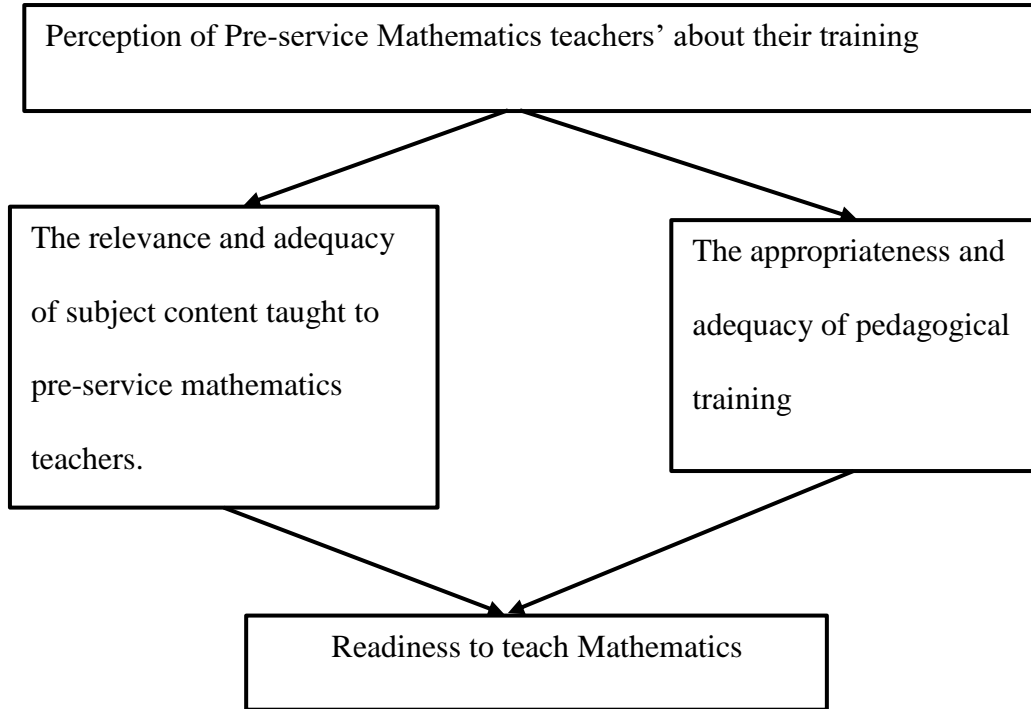 Perception of Pre-service Mathematics teachers’ about their training
The relevance and adequacy
of subject content taught to
pre-service mathematics
teachers.
The appropriateness and
adequacy of pedagogical
training
Readiness to teach Mathematics